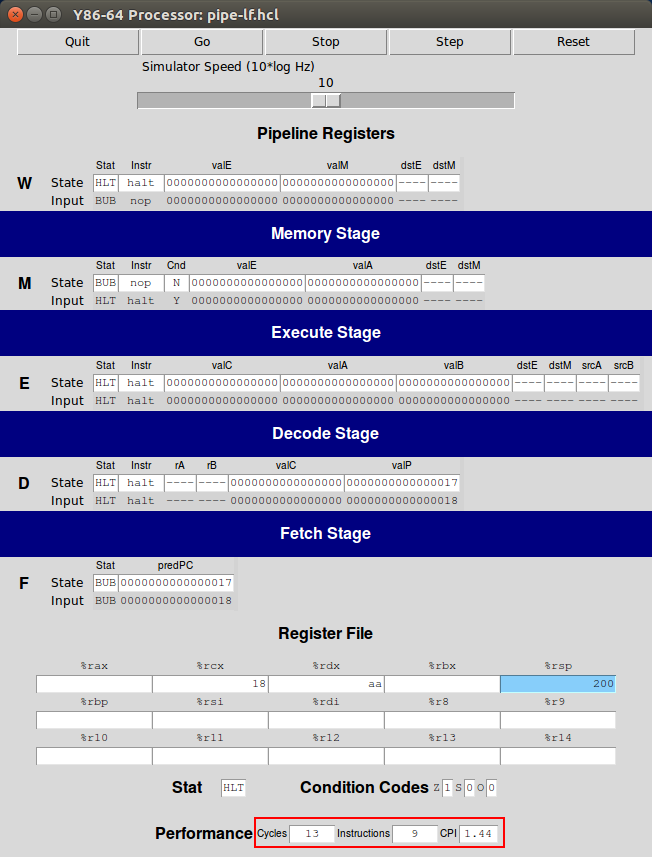 Y86-64 Processor: pipe-lf.hcl
Quit Go Stop Step Reset
Simulator Speed (10*log Hz)
10
Pipeline Registers
Stat Instr valE valM dstE dstM
W State HLT halt 0000000000000000 0000000000000000 ---- ----
Input BUB nop 0000000000000000 0000000000000000 ---- ----
Memory Stage
Stat Instr Cnd valE valA dstE dstM
M State BUB nop N 0000000000000000 0000000000000000 ---- ----
Input HLT halt Y 0000000000000000 0000000000000000 ---- ----
Execute Stage
Stat Instr valC valA valB dstE dstM srcA srcB
E State HLT halt 0000000000000000 0000000000000000 0000000000000000 ---- ---- ---- ----
Input HLT halt 0000000000000000 0000000000000000 0000000000000000 ---- ---- ---- ----
Decode Stage
Stat Instr rA rB valC valP
D State HLT halt ---- ---- 0000000000000000 0000000000000017
Input HLT halt ---- ---- 0000000000000000 0000000000000018
Fetch Stage
Stat predPC
F State BUB 0000000000000017
Input BUB 0000000000000018
Register File
%rax %rcx %rdx %rbx %rsp
18 aa 200
%rbp %rsi %rdi %r8 %r9
%r10 %r11 %r12 %r13 %r14
Stat HLT Condition Codes Z 1 S 0 O 0
Performance Cycles 13 Instructions 9 CPI 1.44